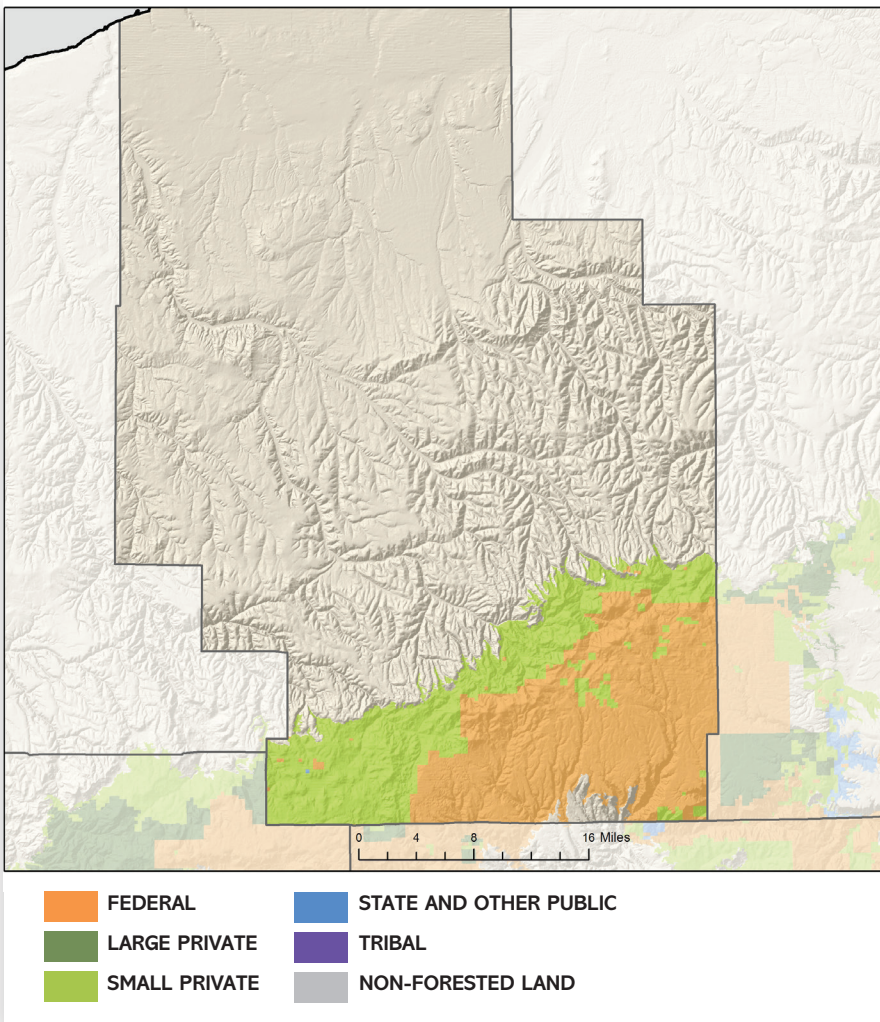 0 4 8 16 Miles
FEDERAL
LARGE PRIVATE
SMALL PRIVATE
STATE AND OTHER PUBLIC
TRIBAL
NON-FORESTED LAND